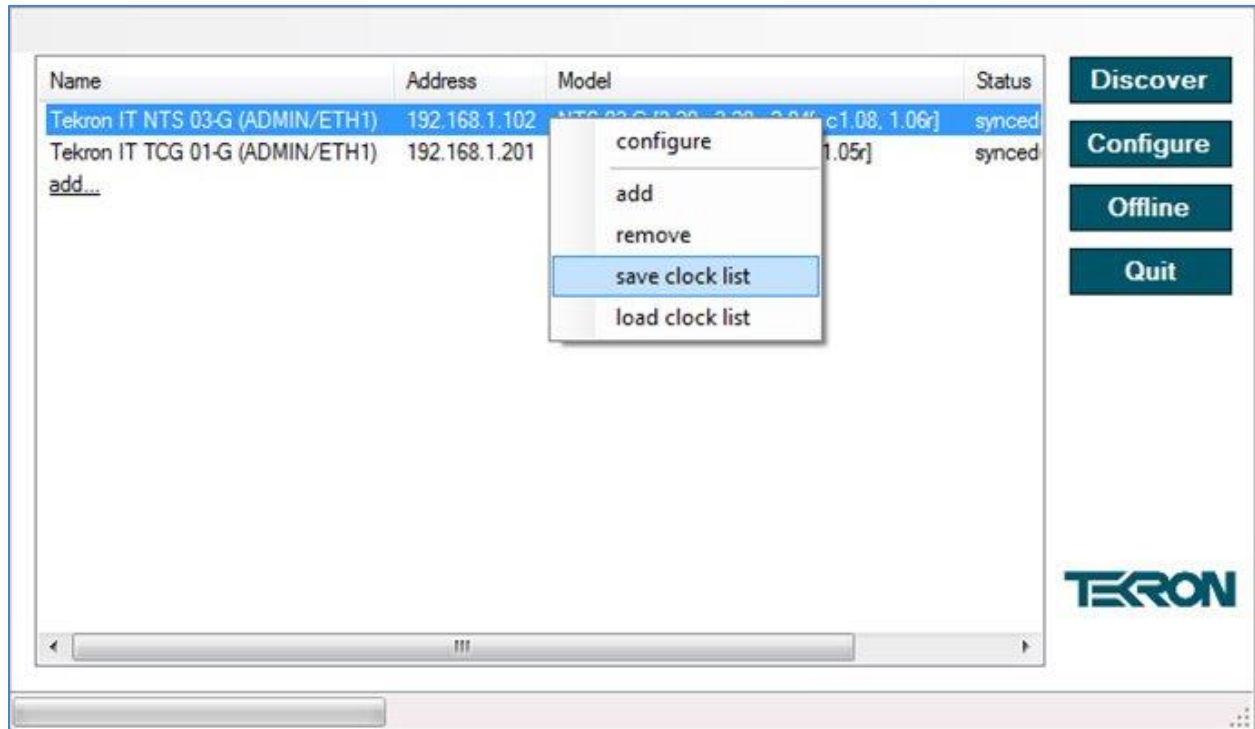 Name Address Model Status
Tekron IT NTS 03-G (ADMIN/ETH1) 192.168.1.102 c1.08, 1.06r] synced
Tekron IT TCG 01-G (ADMIN/ETH1) 192.168.1.201 1.05r] synced
add...
configure
add
remove
save clock list
load clock list
Discover
Configure
Offline
Quit
TEKRON